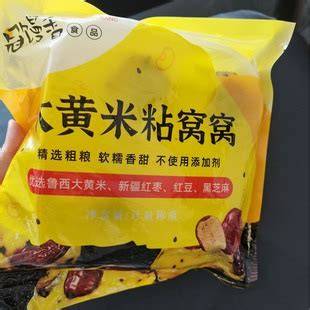 食品
大黄米粘窝窝
精选粗粮 软糯香甜 不使用添加剂
优选鲁西大黄米、新疆红枣、红豆、黑芝麻